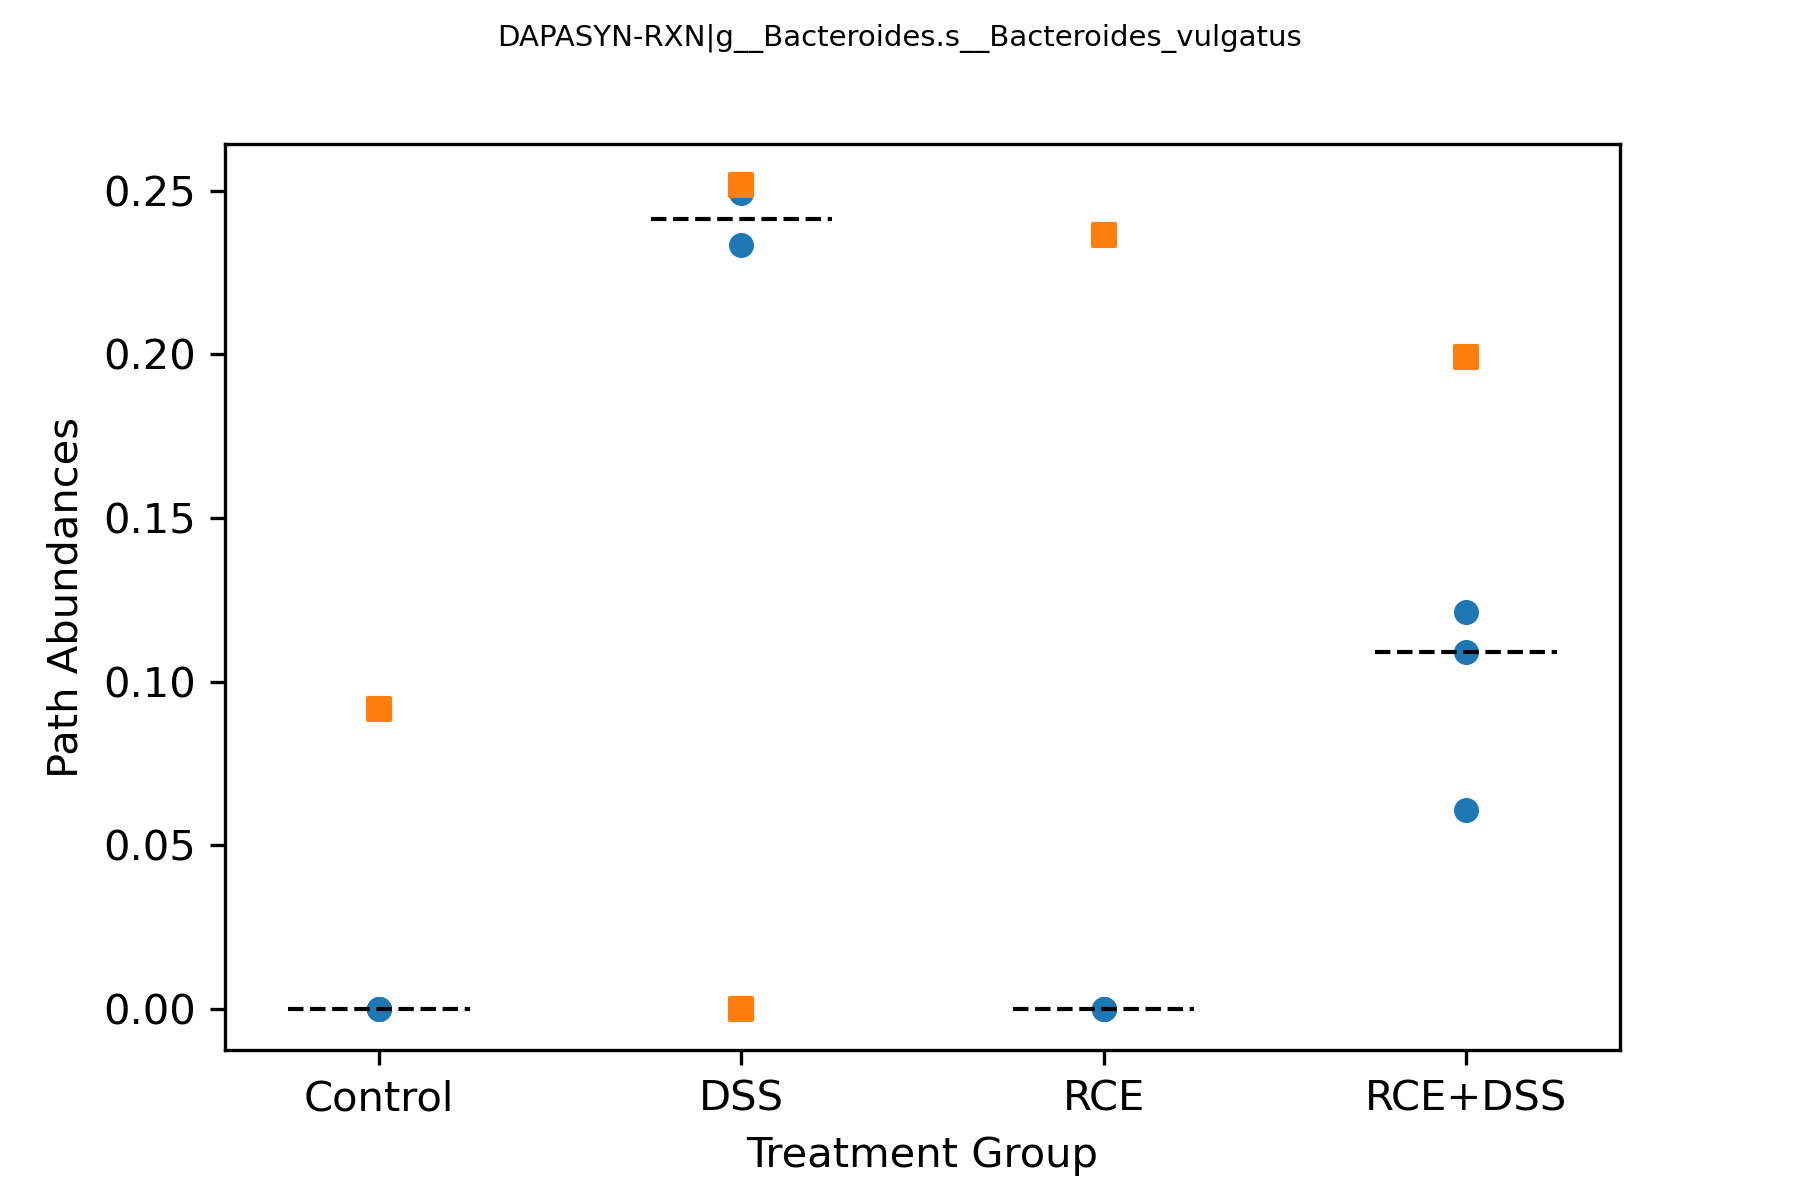 DAPASYN-RXN|g__Bacteroides.s__Bacteroides_vulgatus
Path Abundances
0.25
0.20
0.15
0.10
0.05
0.00
Control
DSS
RCE
RCE+DSS
Treatment Group